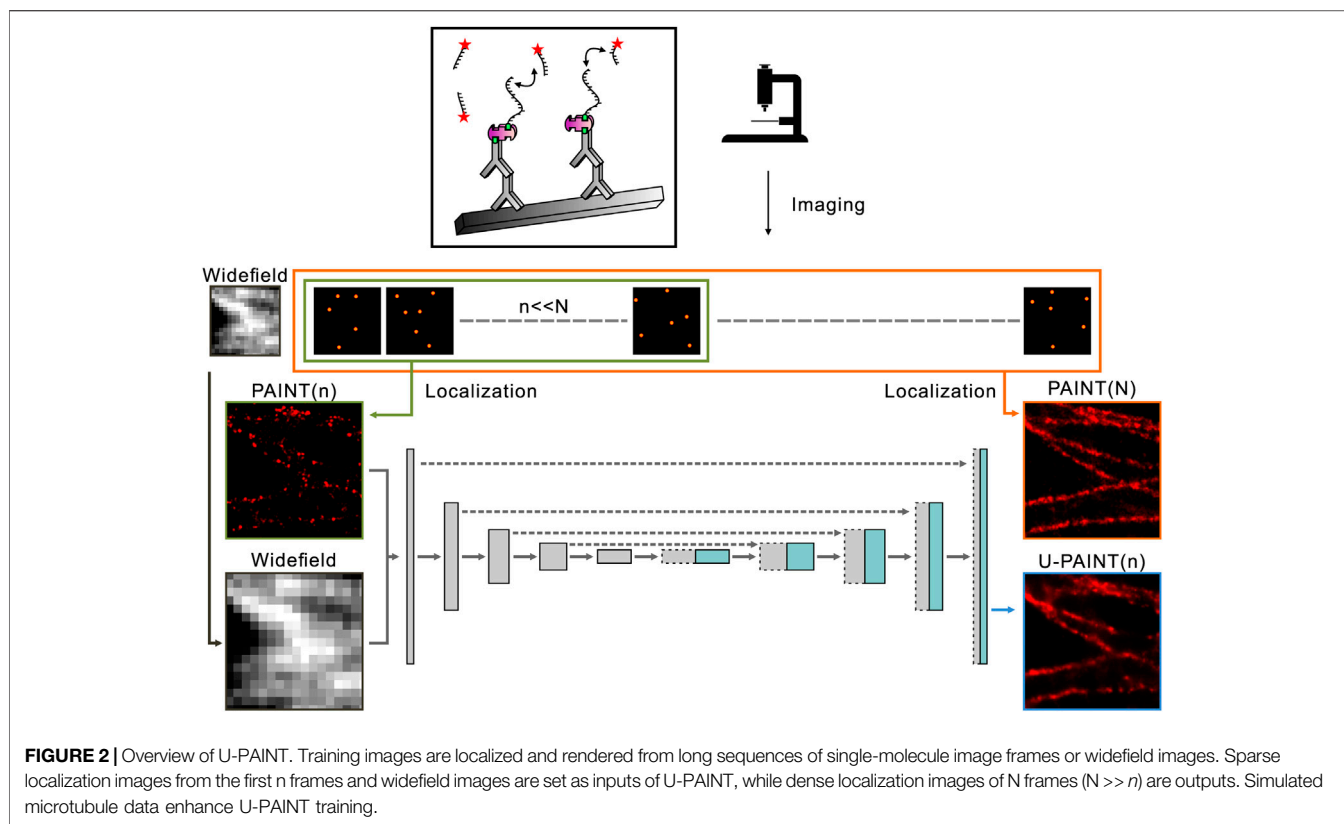 Imaging
Widefield
n<<N
Localization
Localization
PAINT(n)
PAINT(N)
Widefield
U-PAINT(n)
FIGURE 2 | Overview of U-PAINT. Training images are localized and rendered from long sequences of single-molecule image frames or widefield images. Sparse
localization images from the first n frames and widefield images are set as inputs of U-PAINT, while dense localization images of N frames (N >> n) are outputs. Simulated
microtubule data enhance U-PAINT training.